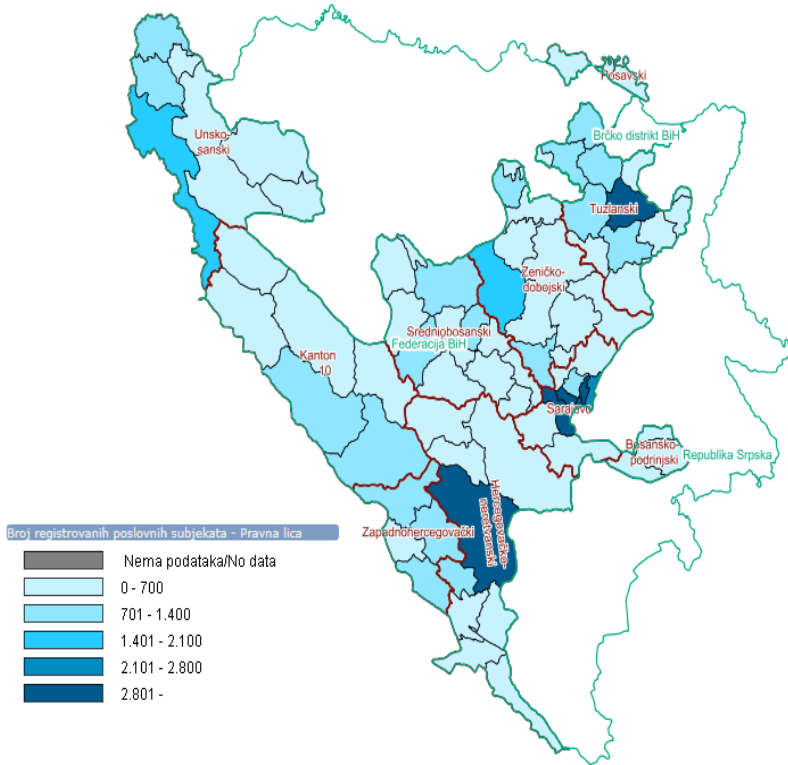 Posavski
Brčko distrikt BiH
Unsko-
sanski
Tuzlanski
Zeničko-
dobojski
Srednjobosanski
Federacija BiH
Kanton
10
Sarajevo
Bosansko-
podrinjski
Republika Srpska
Hercegovačko-
neretvanski
Zapadnohercegovački
Broj registrovanih poslovnih subjekata - Pravna lica
Nema podataka/No data
0 - 700
701 - 1.400
1.401 - 2.100
2.101 - 2.800
2.801 -